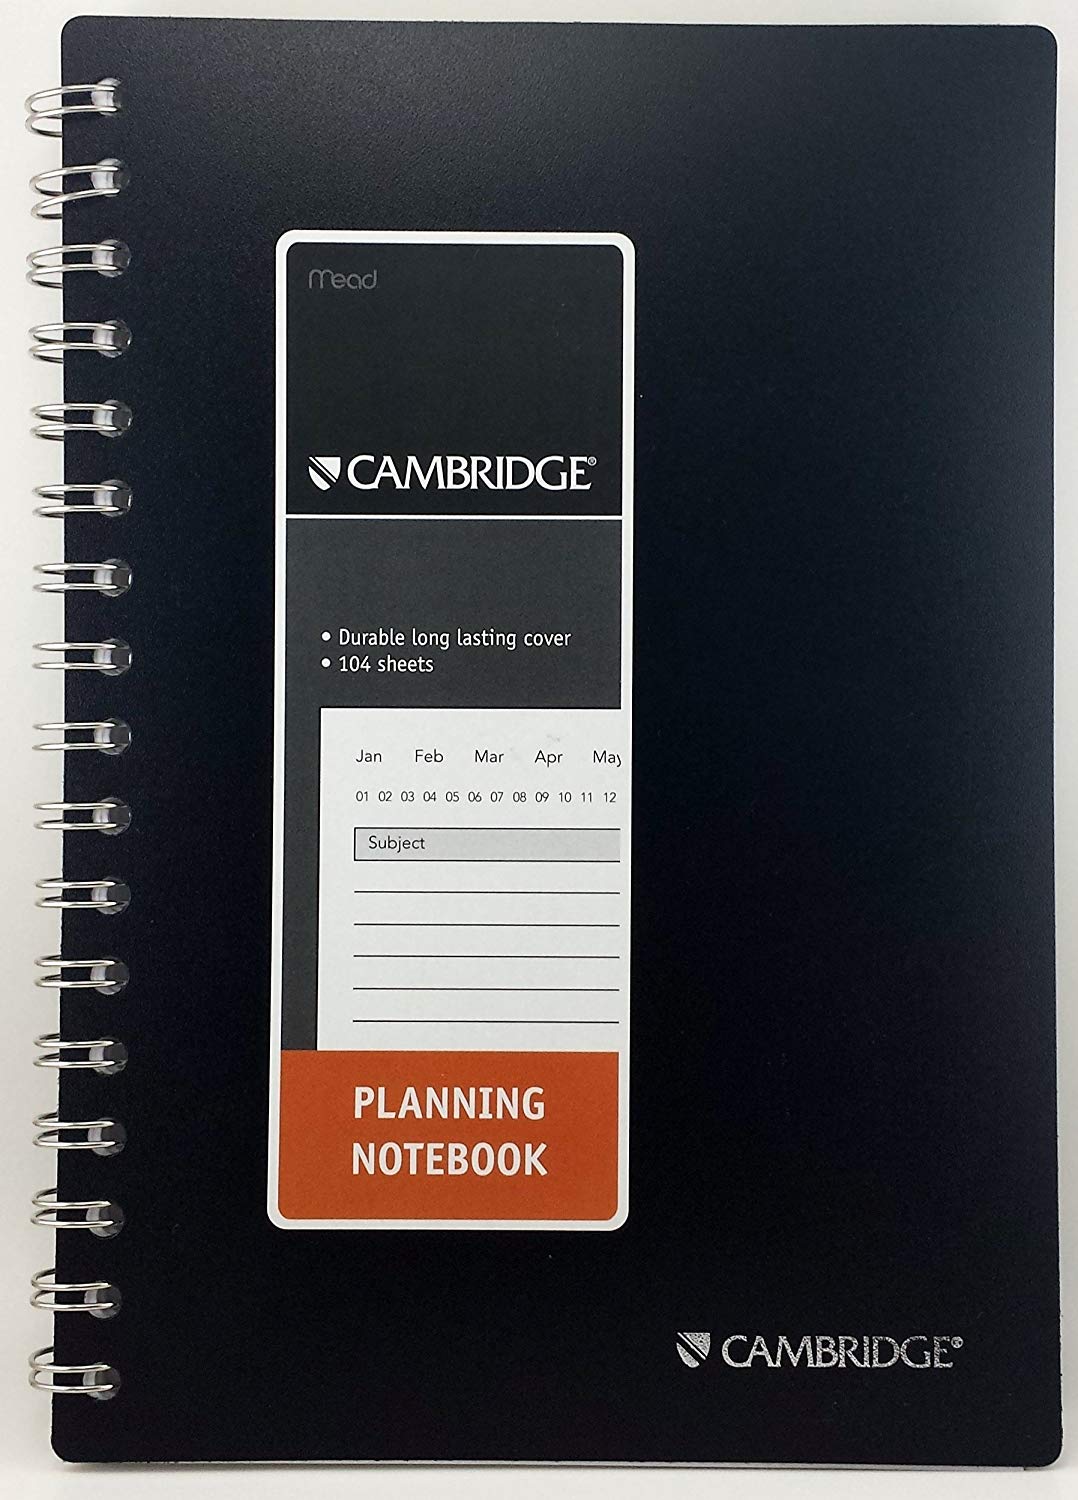 Mead
CAMBRIDGE®
• Durable long lasting cover
• 104 sheets
Jan Feb Mar Apr May
01 02 03 04 05 06 07 08 09 10 11 12
Subject
PLANNING
NOTEBOOK
CAMBRIDGE®